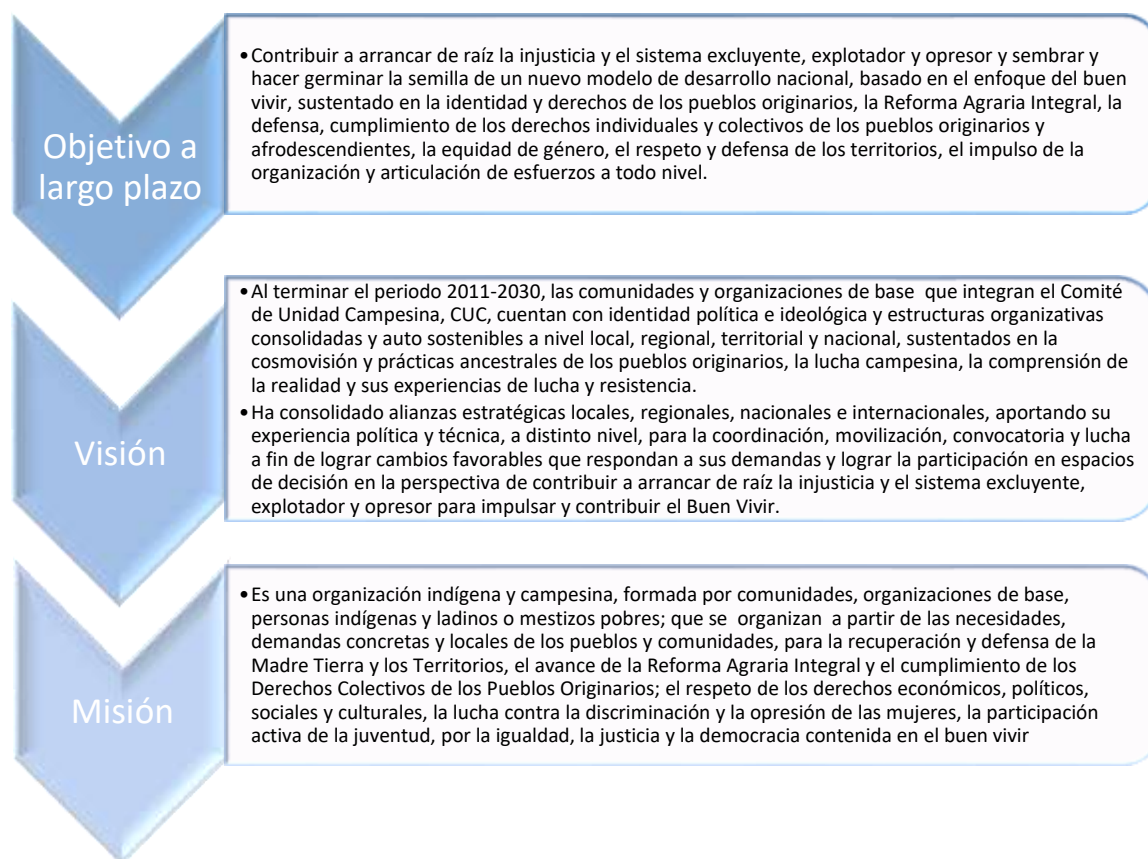 Objetivo a
largo plazo
•Contribuir a arrancar de raíz la injusticia y el sistema excluyente, explotador y opresor y sembrar y
hacer germinar la semilla de un nuevo modelo de desarrollo nacional, basado en el enfoque del buen
vivir, sustentado en la identidad y derechos de los pueblos originarios, la Reforma Agraria Integral, la
defensa, cumplimiento de los derechos individuales y colectivos de los pueblos originarios y
afrodescendientes, la equidad de género, el respeto y defensa de los territorios, el impulso de la
organización y articulación de esfuerzos a todo nivel.
Visión
•Al terminar el periodo 2011-2030, las comunidades y organizaciones de base que integran el Comité
de Unidad Campesina, CUC, cuentan con identidad política e ideológica y estructuras organizativas
consolidadas y auto sostenibles a nivel local, regional, territorial y nacional, sustentados en la
cosmovisión y prácticas ancestrales de los pueblos originarios, la lucha campesina, la comprensión de
la realidad y sus experiencias de lucha y resistencia.
•Ha consolidado alianzas estratégicas locales, regionales, nacionales e internacionales, aportando su
experiencia política y técnica, a distinto nivel, para la coordinación, movilización, convocatoria y lucha
a fin de lograr cambios favorables que respondan a sus demandas y lograr la participación en espacios
de decisión en la perspectiva de contribuir a arrancar de raíz la injusticia y el sistema excluyente,
explotador y opresor para impulsar y contribuir el Buen Vivir.
Misión
•Es una organización indígena y campesina, formada por comunidades, organizaciones de base,
personas indígenas y ladinos o mestizos pobres; que se organizan a partir de las necesidades,
demandas concretas y locales de los pueblos y comunidades, para la recuperación y defensa de la
Madre Tierra y los Territorios, el avance de la Reforma Agraria Integral y el cumplimiento de los
Derechos Colectivos de los Pueblos Originarios; el respeto de los derechos económicos, políticos,
sociales y culturales, la lucha contra la discriminación y la opresión de las mujeres, la participación
activa de la juventud, por la igualdad, la justicia y la democracia contenida en el buen vivir